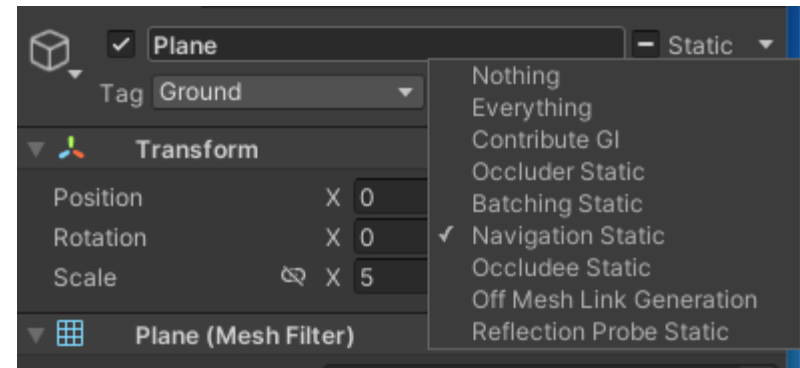 Plane
Static
Tag Ground
Nothing
Everything
Contribute GI
Occluder Static
Batching Static
Navigation Static
Occludee Static
Off Mesh Link Generation
Reflection Probe Static
Transform
Position X 0
Rotation X 0
Scale X 5
Plane (Mesh Filter)